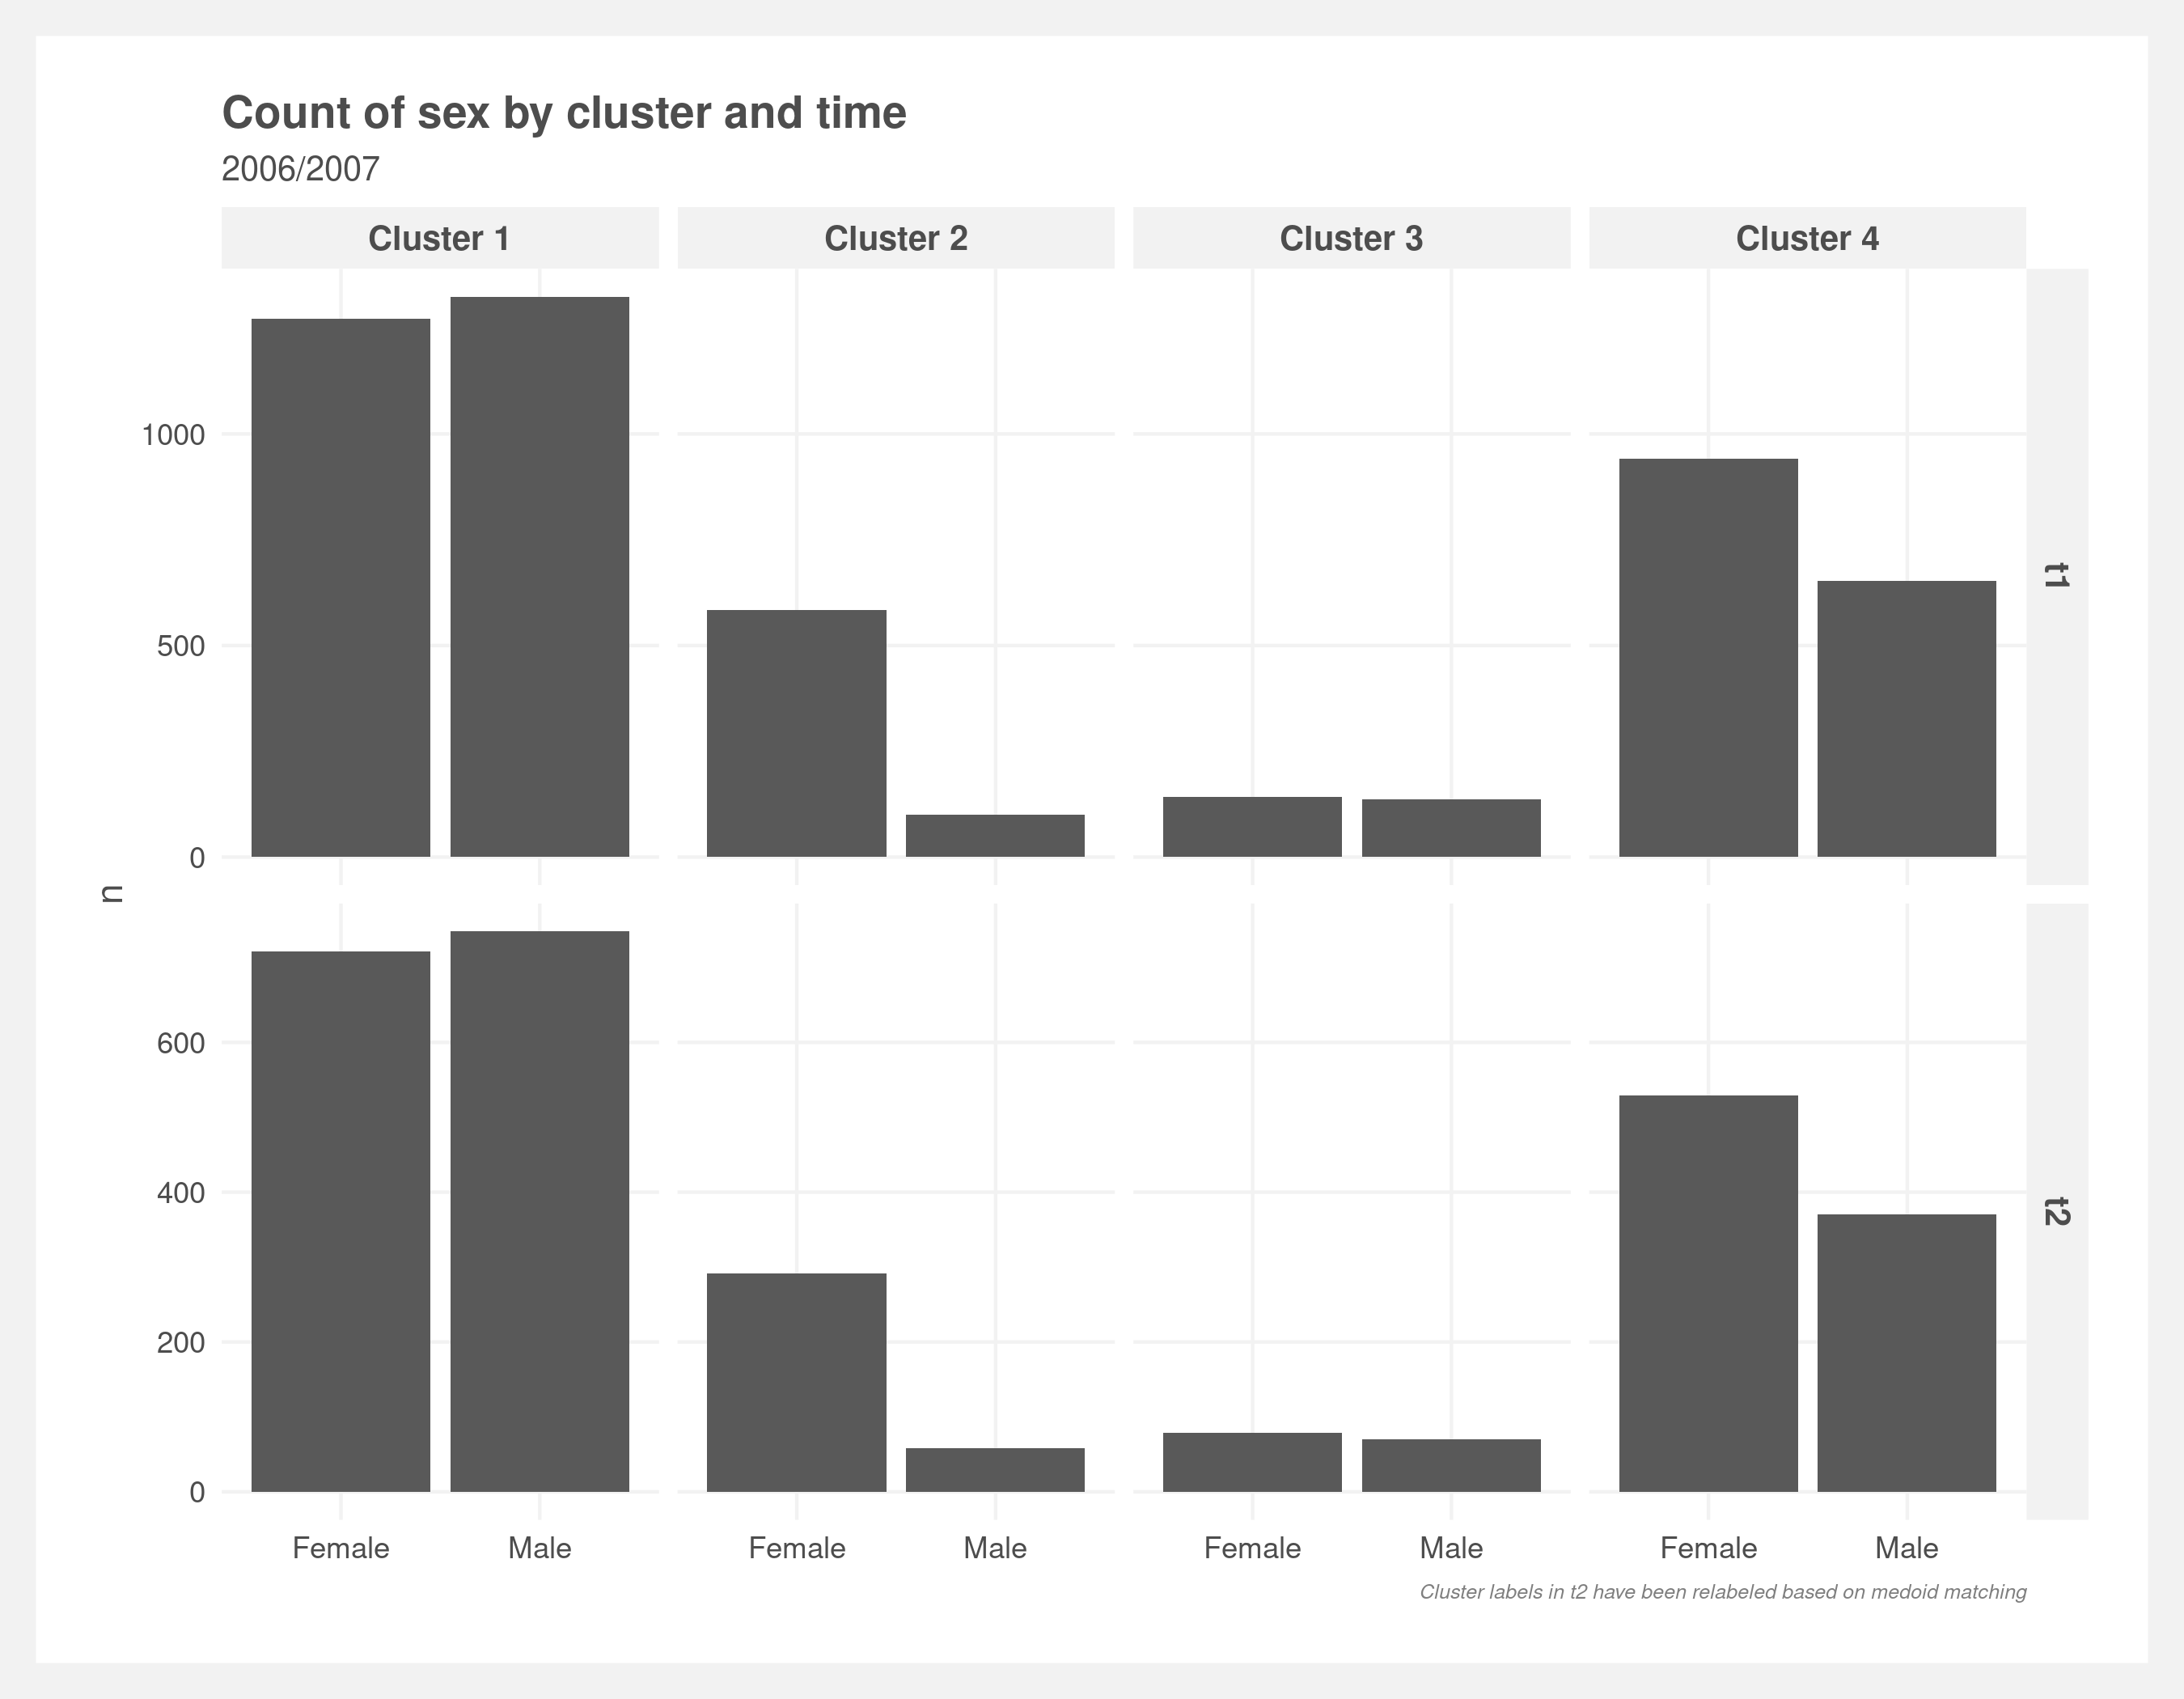 Count of sex by cluster and time
2006/2007
Cluster 1 Cluster 2 Cluster 3 Cluster 4
1000
500
0
t1
n
600
400
200
0
t2
Female Male Female Male Female Male Female Male
Cluster labels in t2 have been relabeled based on medoid matching